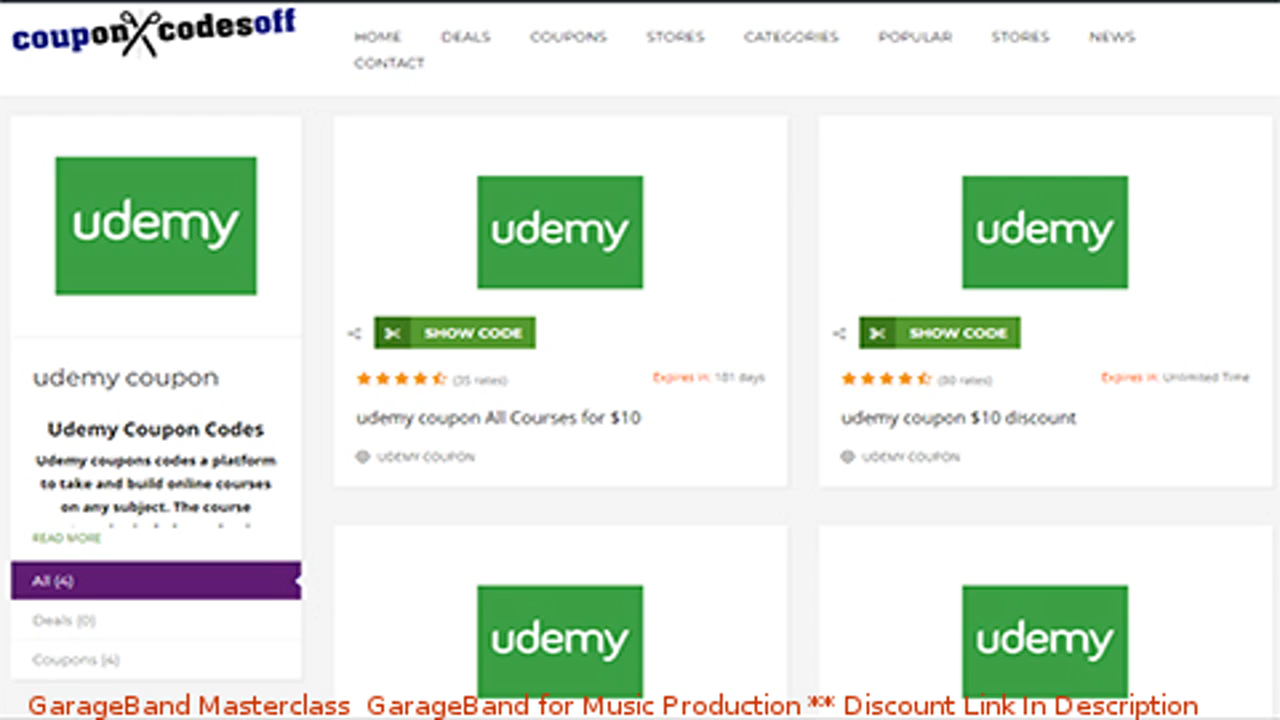 couponcodesoff
HOME DEALS COUPONS STORES CATEGORIES POPULAR STORES NEWS
CONTACT
udemy
udemy coupon
Udemy Coupon Codes
Udemy coupons codes a platform
to take and build online courses
on any subject. The course
READ MORE
All (4)
Deals (0)
Coupons (4)
udemy
SHOW CODE
(35 rates) Expires in: 181 days
udemy coupon All Courses for $10
UDEMY COUPON
udemy
SHOW CODE
(80 rates) Expires in: Unlimited Time
udemy coupon $10 discount
UDEMY COUPON
udemy
udemy
GarageBand Masterclass GarageBand for Music Production ** Discount Link In Description